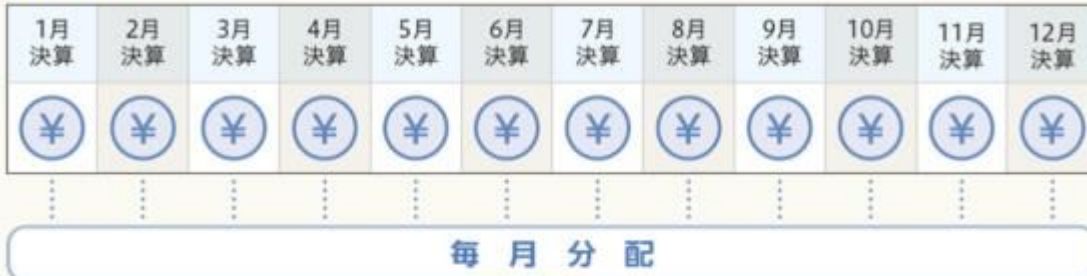 1月 2月 3月 4月 5月 6月 7月 8月 9月 10月 11月 12月
決算 決算 決算 決算 決算 決算 決算 決算 決算 決算 決算 決算
¥ ¥ ¥ ¥ ¥ ¥ ¥ ¥ ¥ ¥ ¥ ¥
毎月分配